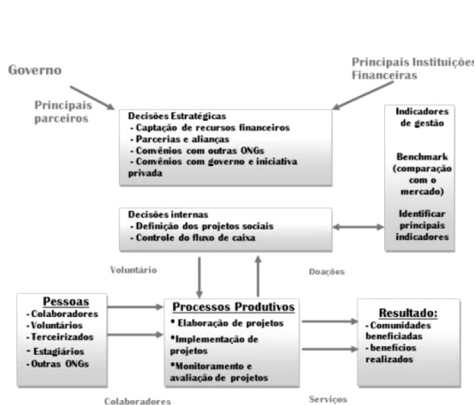 Governo
Principais Instituições
Financeiras
Principais
parceiros
Decisões Estratégicas
- Captação de recursos financeiros
- Parcerias e alianças
- Convênios com outras ONGs
- Convênios com governo e iniciativa
privada
Indicadores
de gestão
Benchmark
(comparação
com o
mercado)
Identificar
principais
indicadores
Decisões internas
- Definição dos projetos sociais
- Controle do fluxo de caixa
Voluntário
Doações
Pessoas
- Colaboradores
- Voluntários
- Terceirizados
- Estagiários
- Outras ONGs
Processos Produtivos
• Elaboração de projetos
•Implementação de
projetos
•Monitoramento e
avaliação de projetos
Resultado:
- Comunidades
beneficiadas
- benefícios
realizados
Colaboradores
Serviços